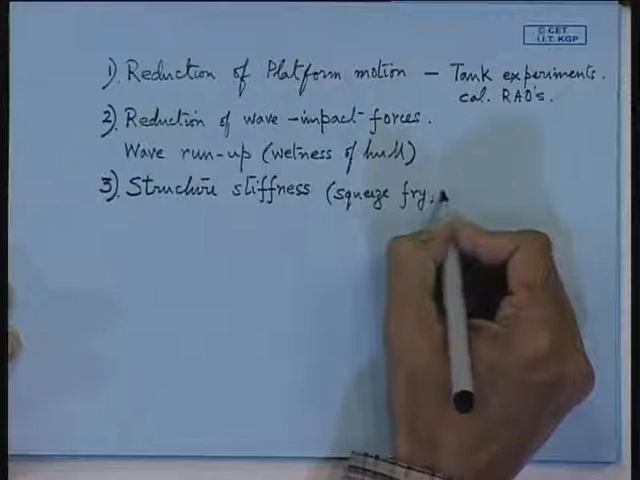 © CET
I.I.T. KGP
1). Reduction of Platform motion – Tank experiments.
cal. RAO's.
2). Reduction of wave-impact-forces.
Wave run-up (wetness of hull)
3). Structure stiffness (squeeze fry,